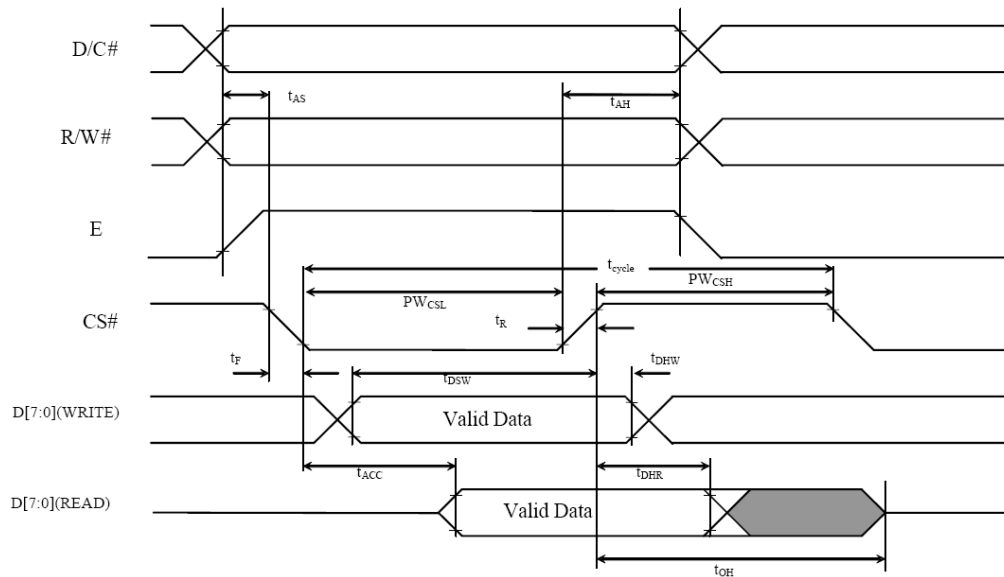 D/C#
tAS
tAH
R/W#
E
tcycle
PWCSL
PWCSH
CS#
tR
tF
tDSW
tDHW
D[7:0](WRITE)
Valid Data
tACC
tDHR
D[7:0](READ)
Valid Data
tOH